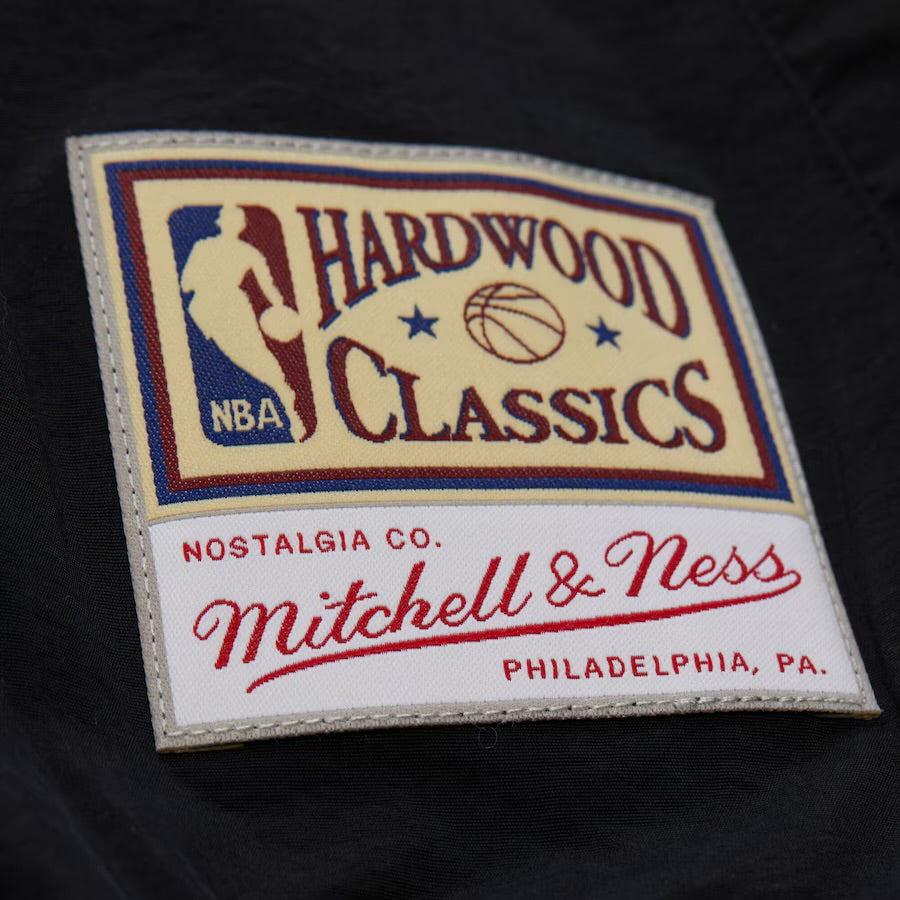 HARDWOOD
CLASSICS
NBA
NOSTALGIA CO.
Mitchell & Ness
PHILADELPHIA, PA.